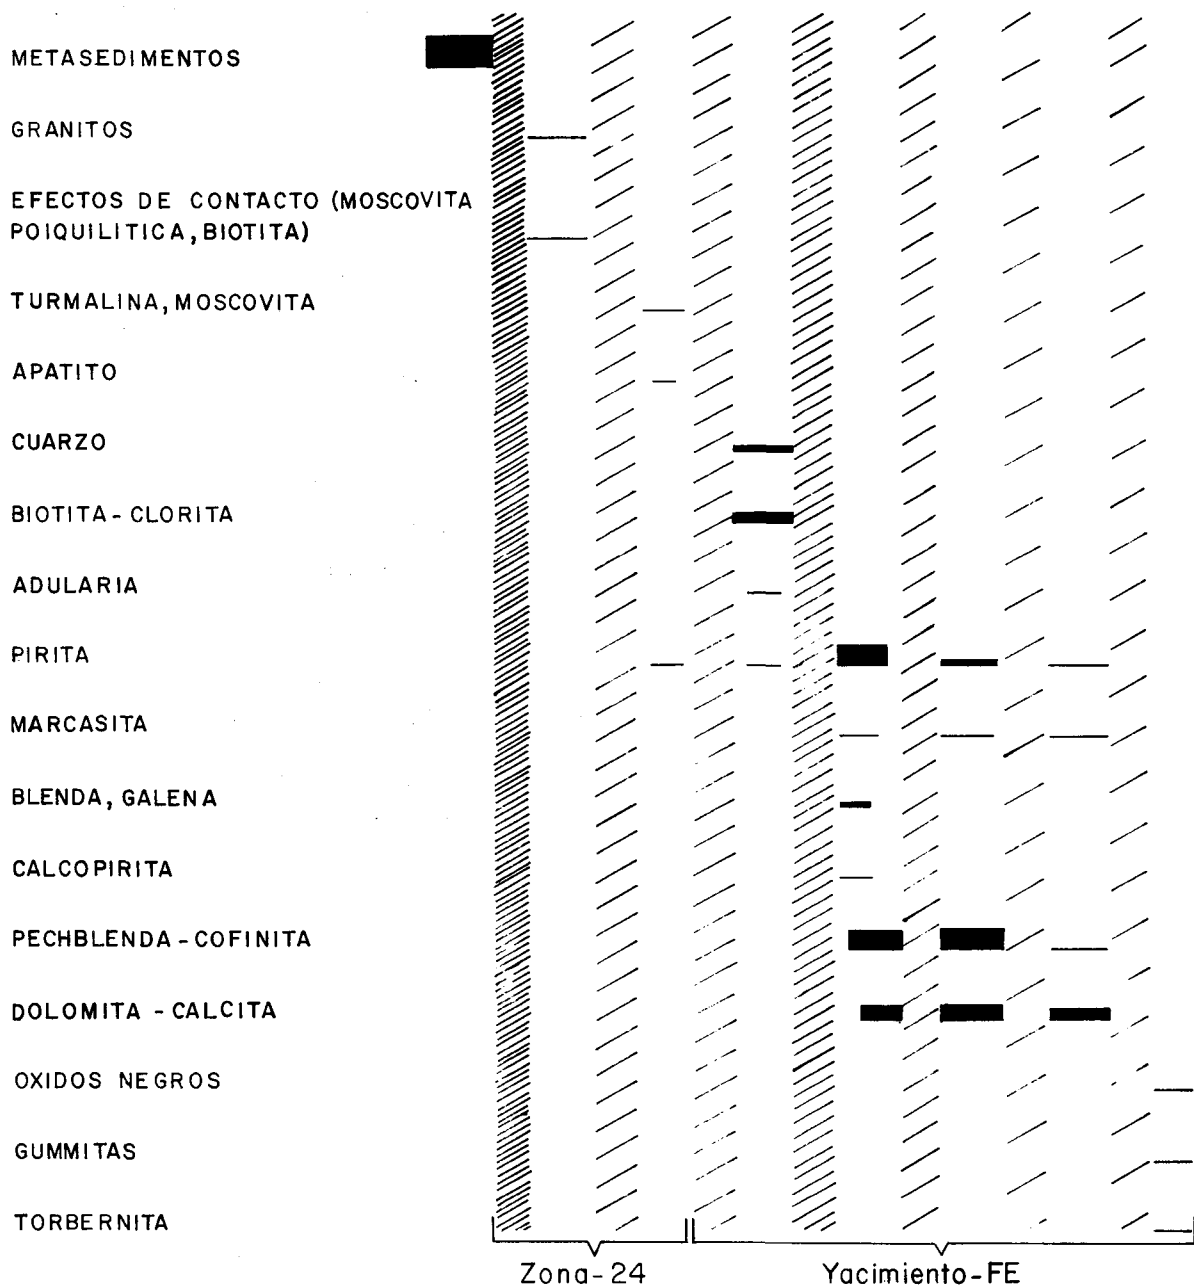 METASEDIMENTOS
GRANITOS
EFECTOS DE CONTACTO (MOSCOVITA
POIQUILITICA, BIOTITA)
TURMALINA, MOSCOVITA
APATITO
CUARZO
BIOTITA - CLORITA
ADULARIA
PIRITA
MARCASITA
BLENDA, GALENA
CALCOPIRITA
PECHBLENDA - COFINITA
DOLOMITA - CALCITA
OXIDOS NEGROS
GUMMITAS
TORBERNITA
Zona-24
Yacimiento-FE